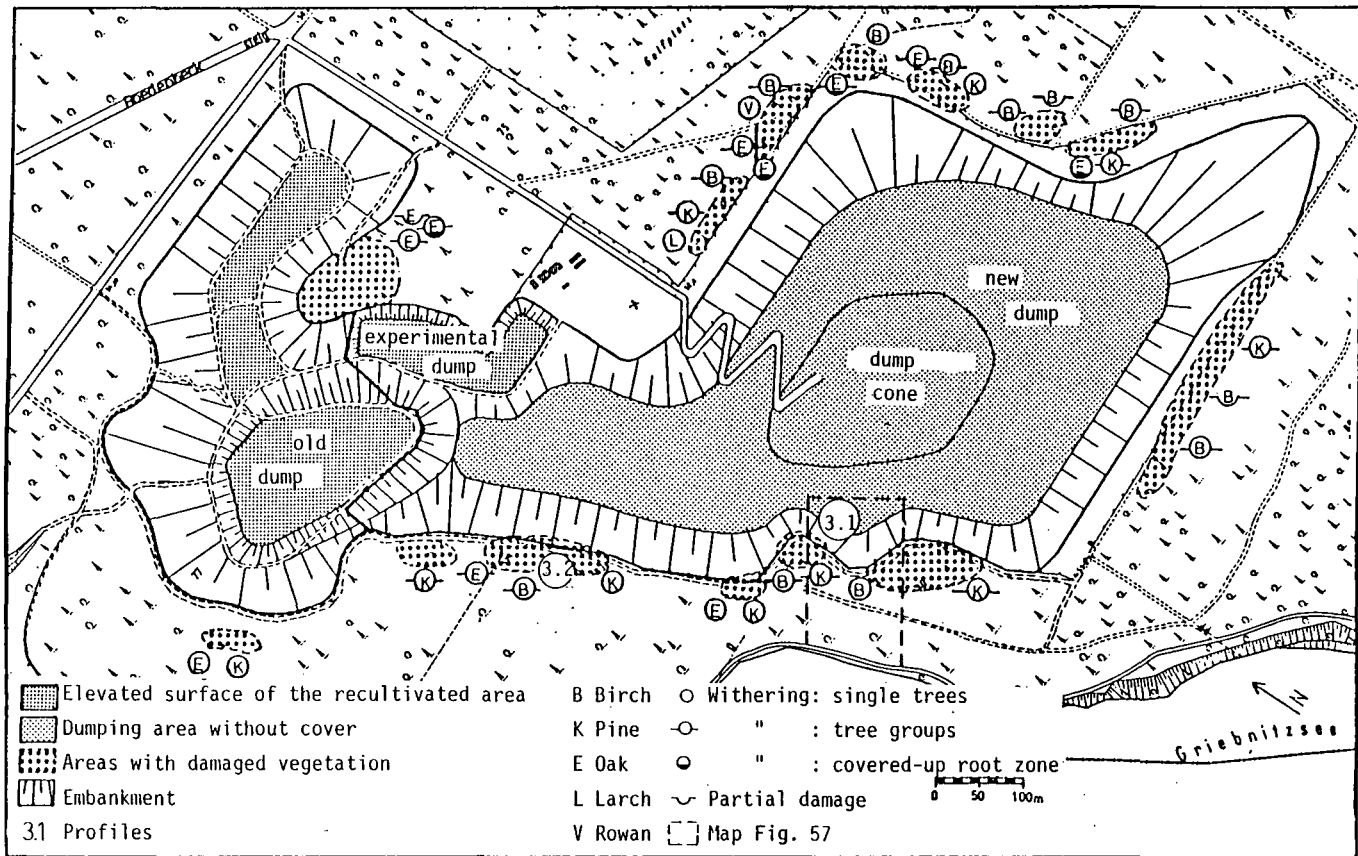 Golfplatz
new
dump
experimental
dump
dump
cone
old
dump
3.1
3.2
B
E B
B E K
V B B B
E E E K
B
K
L
E
E E
K
B
B
K E B K
B K B K
E K
E K
Elevated surface of the recultivated area
Dumping area without cover
Areas with damaged vegetation
Embankment
3.1 Profiles
B Birch
K Pine
E Oak
L Larch
V Rowan
Withering: single trees
" : tree groups
" : covered-up root zone
Partial damage
Map Fig. 57
0 50 100m
N
Griebnitzsee